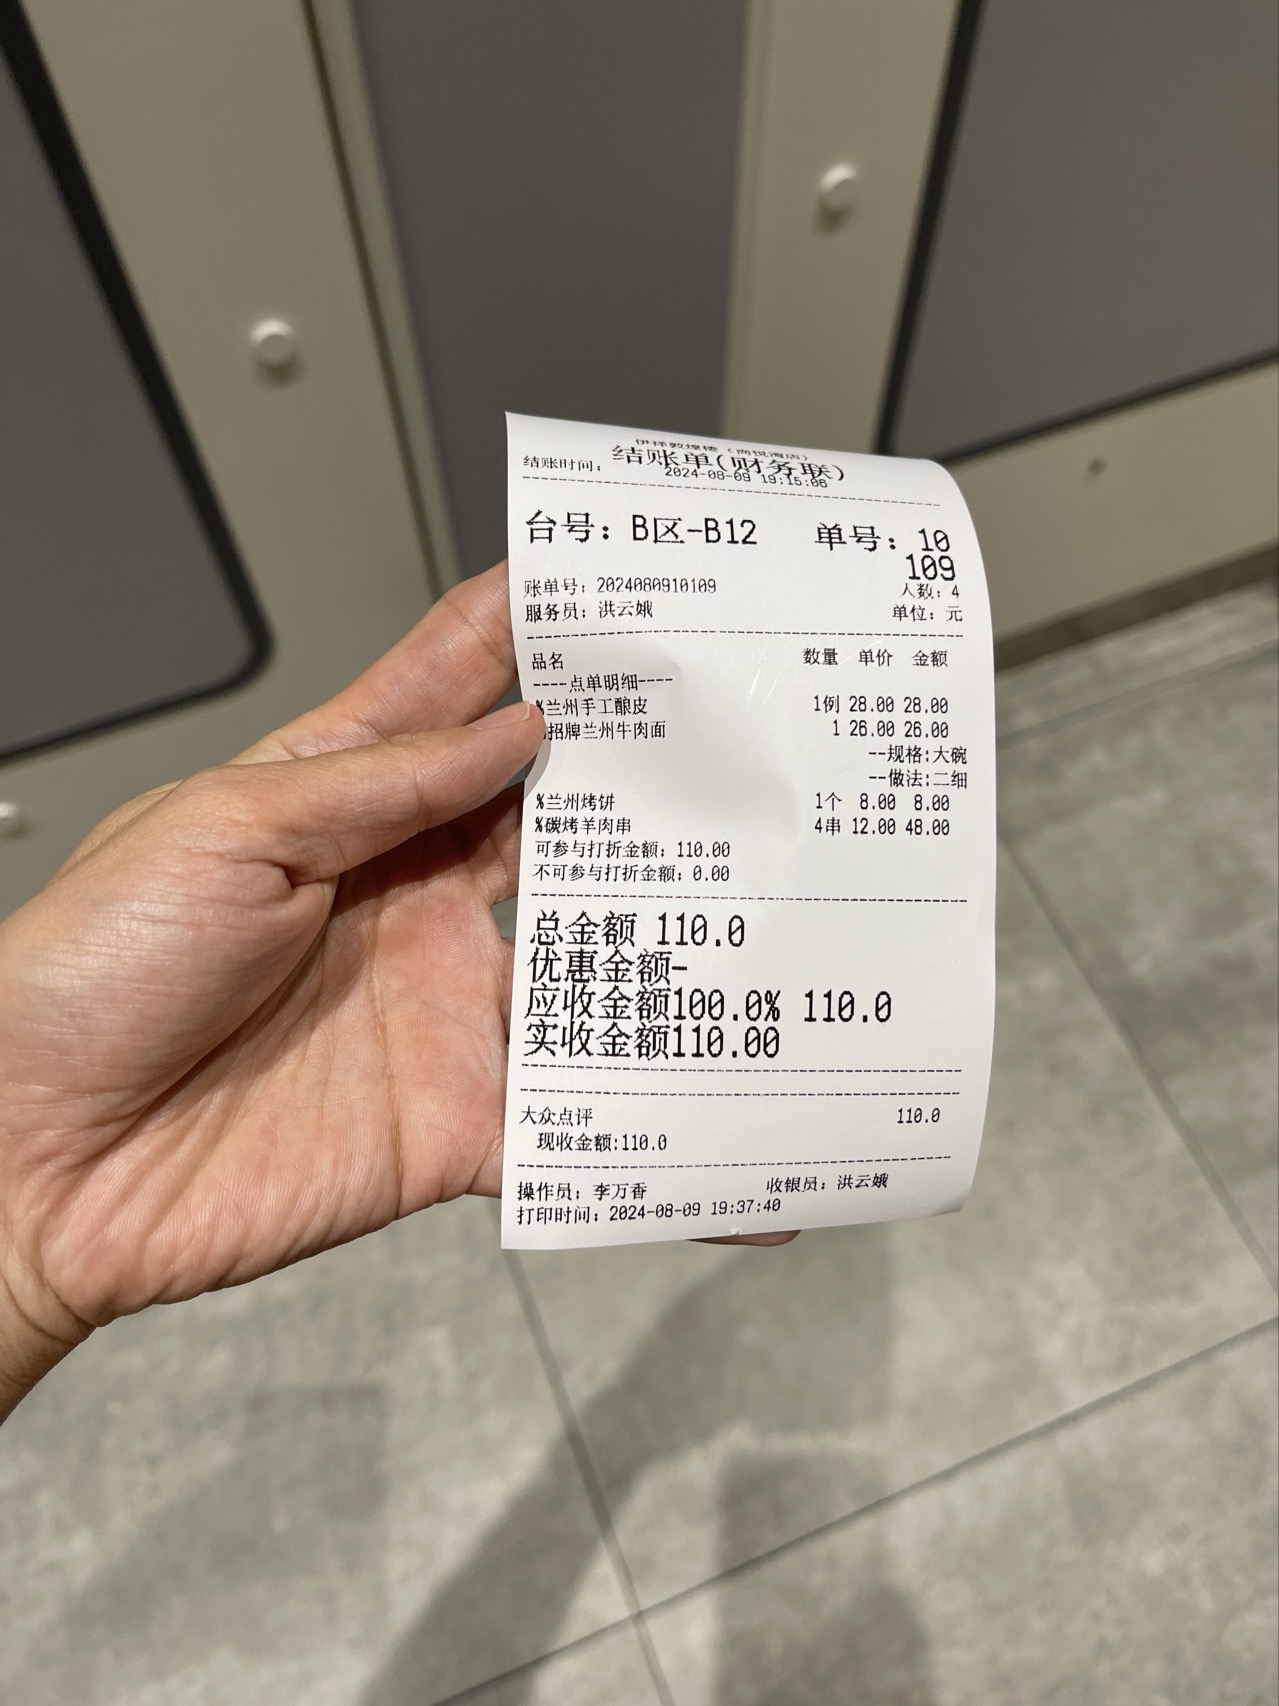 伊祥敦煌楼（尚悦湾店）
结账单(财务联)
结账时间： 2024-08-09 19:15:06
台号：B区-B12 单号：10
109
账单号：2024080910109 人数：4
服务员：洪云娥 单位：元
品名 数量 单价 金额
----点单明细----
%兰州手工酿皮 1例 28.00 28.00
招牌兰州牛肉面 1 26.00 26.00
--规格:大碗
--做法:二细
%兰州烤饼 1个 8.00 8.00
%碳烤羊肉串 4串 12.00 48.00
可参与打折金额：110.00
不可参与打折金额：0.00
总金额 110.0
优惠金额-
应收金额100.0% 110.0
实收金额110.00
大众点评 110.0
现收金额:110.0
操作员：李万香 收银员：洪云娥
打印时间：2024-08-09 19:37:40